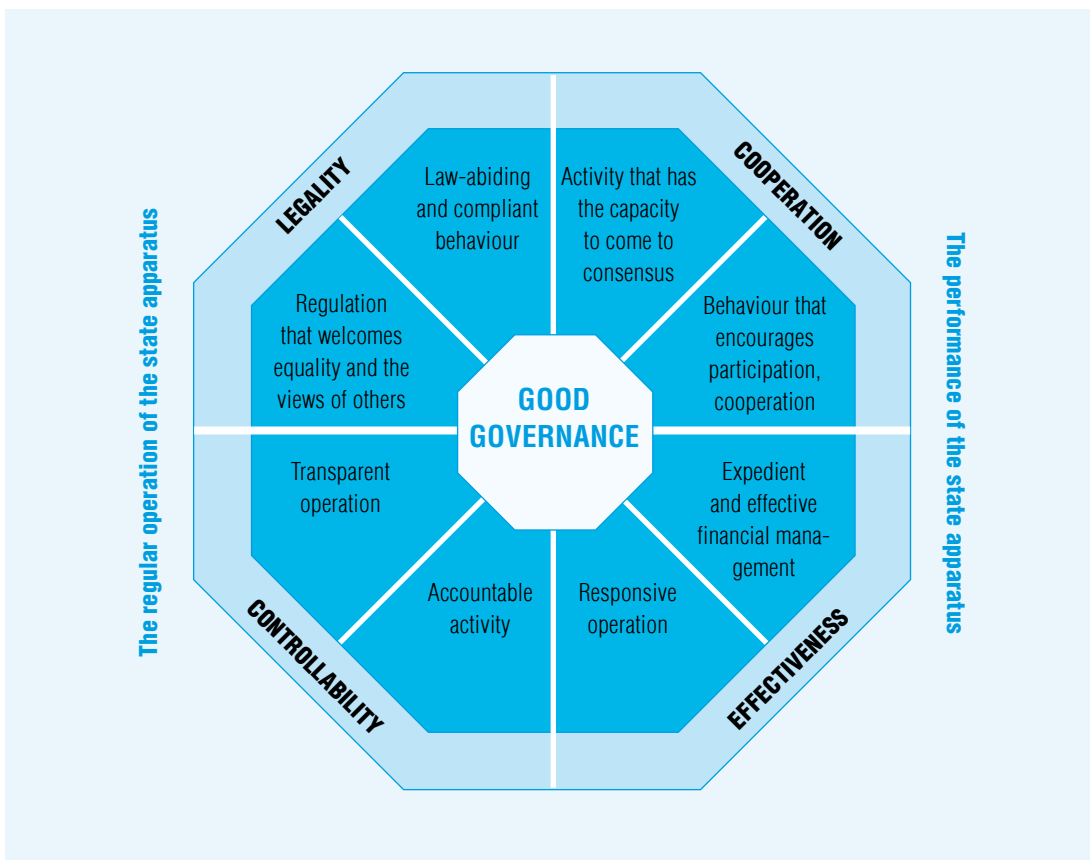 The regular operation of the state apparatus
LEGALITY
Law-abiding
and compliant
behaviour
Activity that has
the capacity
to come to
consensus
COOPERATION
Regulation
that welcomes
equality and the
views of others
Behaviour that
encourages
participation,
cooperation
GOOD
GOVERNANCE
Transparent
operation
Expedient
and effective
financial mana-
gement
Accountable
activity
Responsive
operation
CONTROLLABILITY
EFFECTIVENESS
The performance of the state apparatus